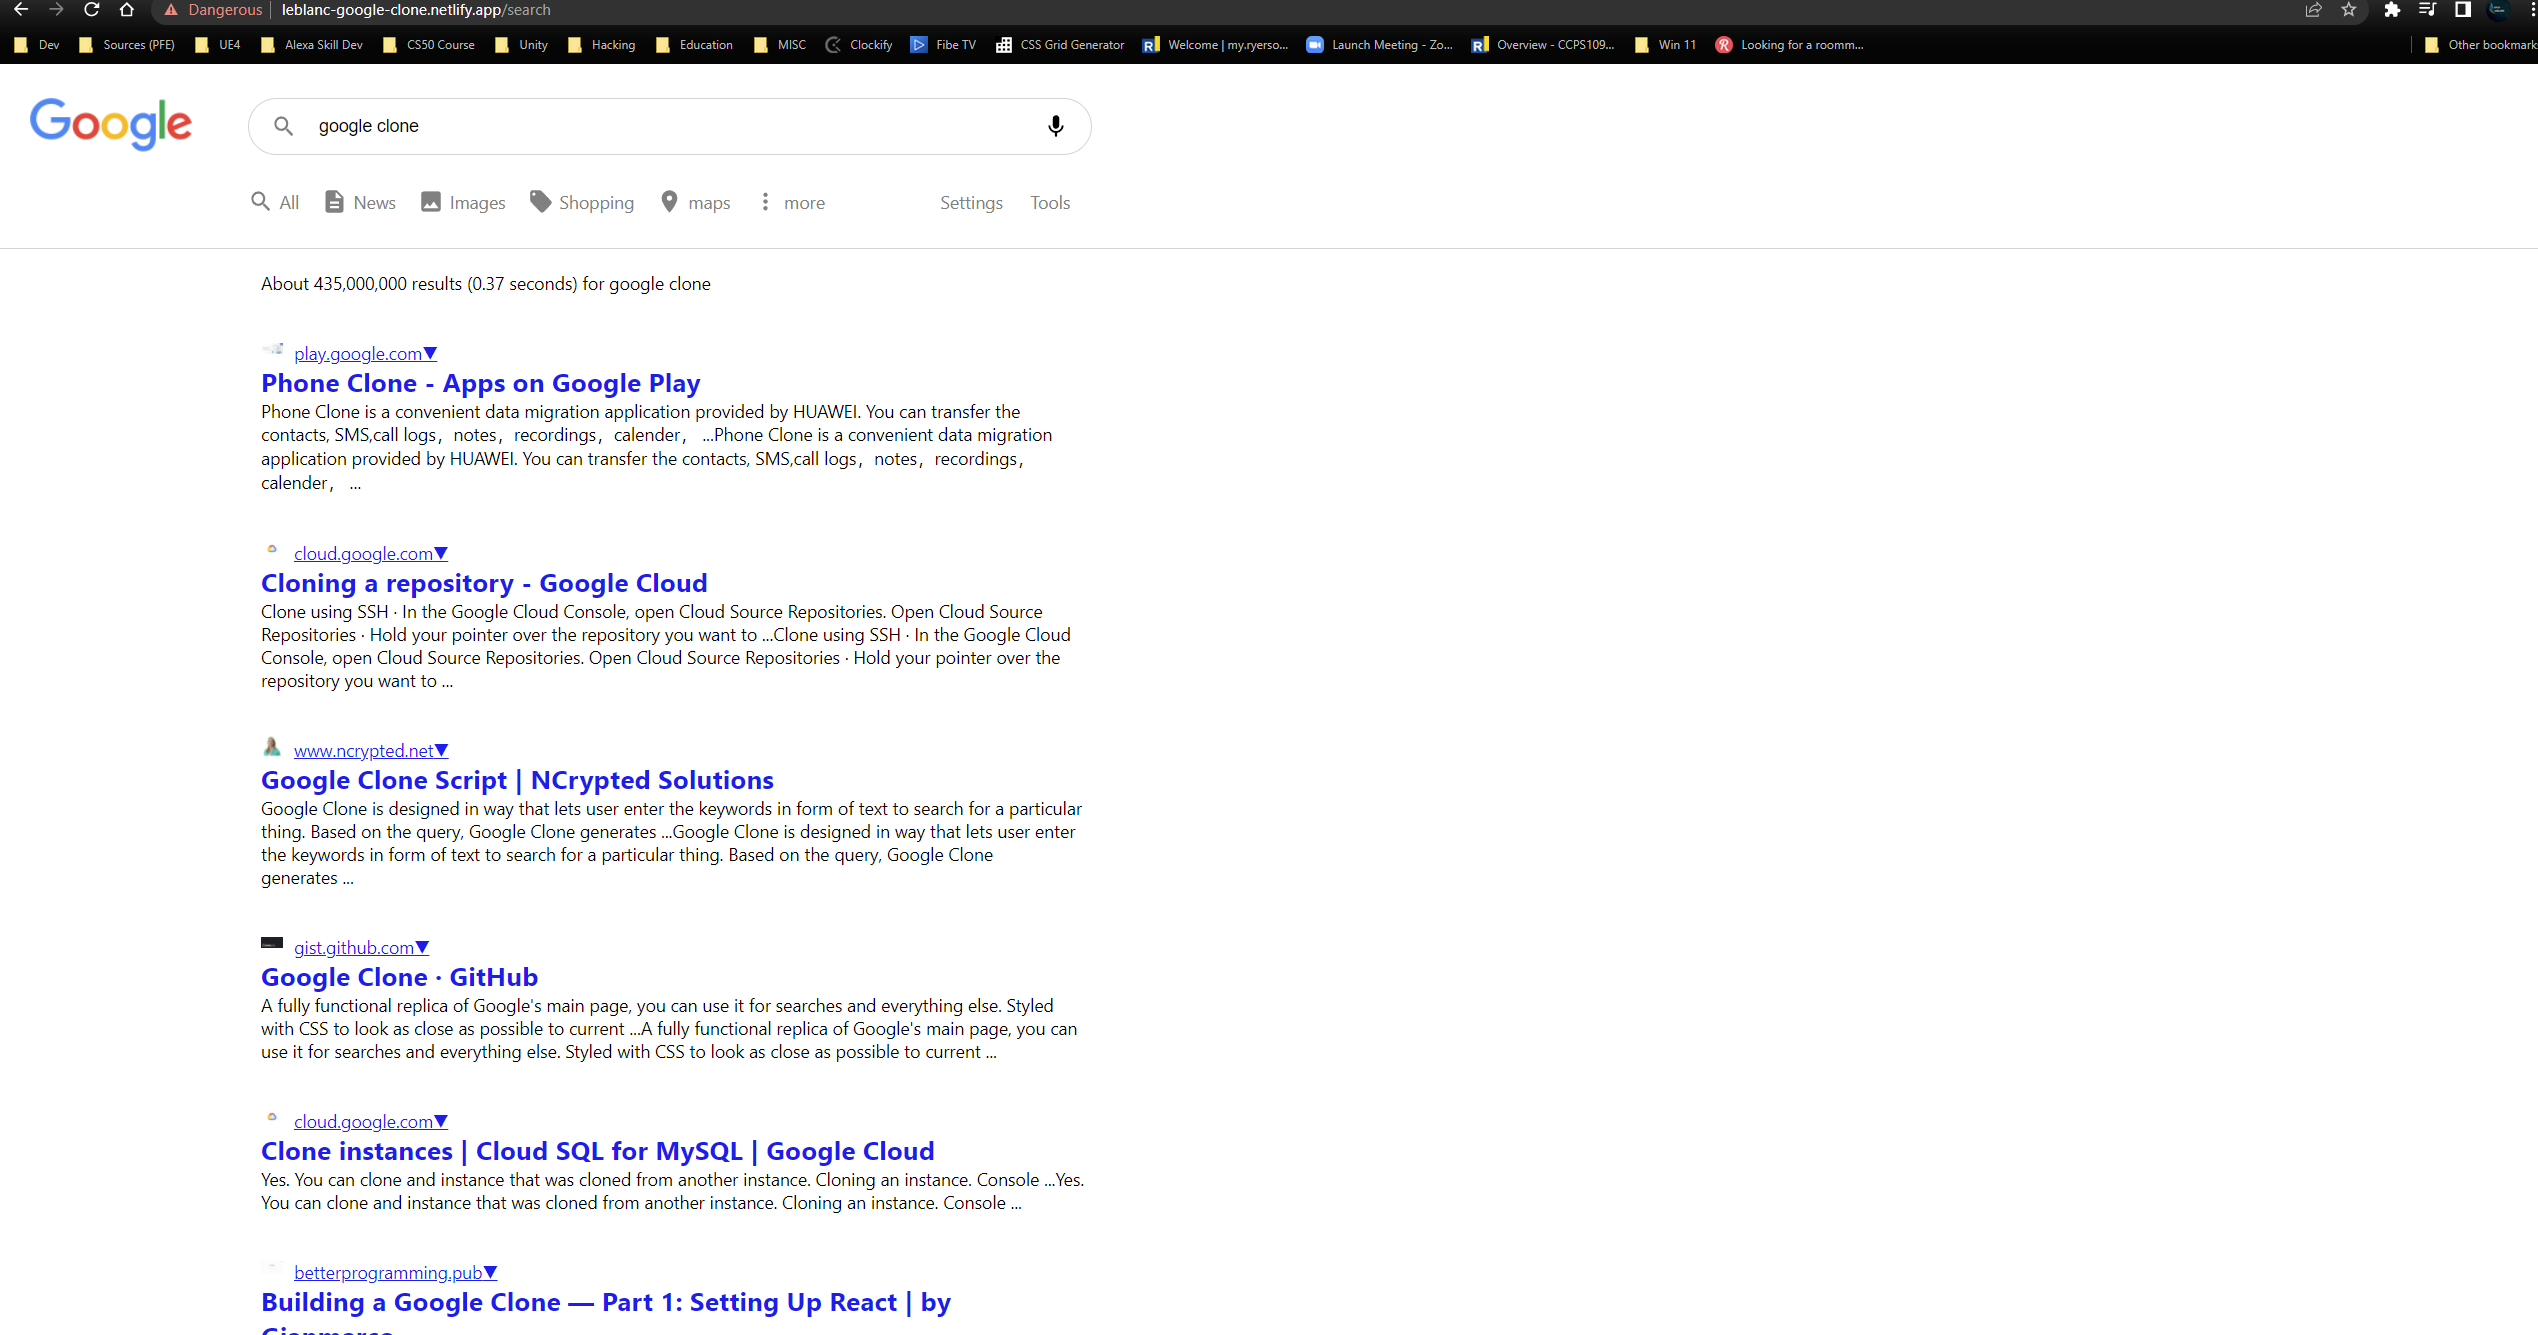 Dangerous leblanc-google-clone.netlify.app/search
Dev Sources (PFE) UE4 Alexa Skill Dev CS50 Course Unity Hacking Education MISC Clockify Fibe TV CSS Grid Generator Welcome | my.ryerso... Launch Meeting - Zo... Overview - CCPS109... Win 11 Looking for a roomm... Other bookmark
Google google clone
All News Images Shopping maps more Settings Tools
About 435,000,000 results (0.37 seconds) for google clone
play.google.com▼
Phone Clone - Apps on Google Play
Phone Clone is a convenient data migration application provided by HUAWEI. You can transfer the
contacts, SMS,call logs，notes，recordings，calender， ...Phone Clone is a convenient data migration
application provided by HUAWEI. You can transfer the contacts, SMS,call logs，notes，recordings，
calender， ...
cloud.google.com▼
Cloning a repository - Google Cloud
Clone using SSH · In the Google Cloud Console, open Cloud Source Repositories. Open Cloud Source
Repositories · Hold your pointer over the repository you want to ...Clone using SSH · In the Google Cloud
Console, open Cloud Source Repositories. Open Cloud Source Repositories · Hold your pointer over the
repository you want to ...
www.ncrypted.net▼
Google Clone Script | NCrypted Solutions
Google Clone is designed in way that lets user enter the keywords in form of text to search for a particular
thing. Based on the query, Google Clone generates ...Google Clone is designed in way that lets user enter
the keywords in form of text to search for a particular thing. Based on the query, Google Clone
generates ...
gist.github.com▼
Google Clone · GitHub
A fully functional replica of Google's main page, you can use it for searches and everything else. Styled
with CSS to look as close as possible to current ...A fully functional replica of Google's main page, you can
use it for searches and everything else. Styled with CSS to look as close as possible to current ...
cloud.google.com▼
Clone instances | Cloud SQL for MySQL | Google Cloud
Yes. You can clone and instance that was cloned from another instance. Cloning an instance. Console ...Yes.
You can clone and instance that was cloned from another instance. Cloning an instance. Console ...
betterprogramming.pub▼
Building a Google Clone — Part 1: Setting Up React | by